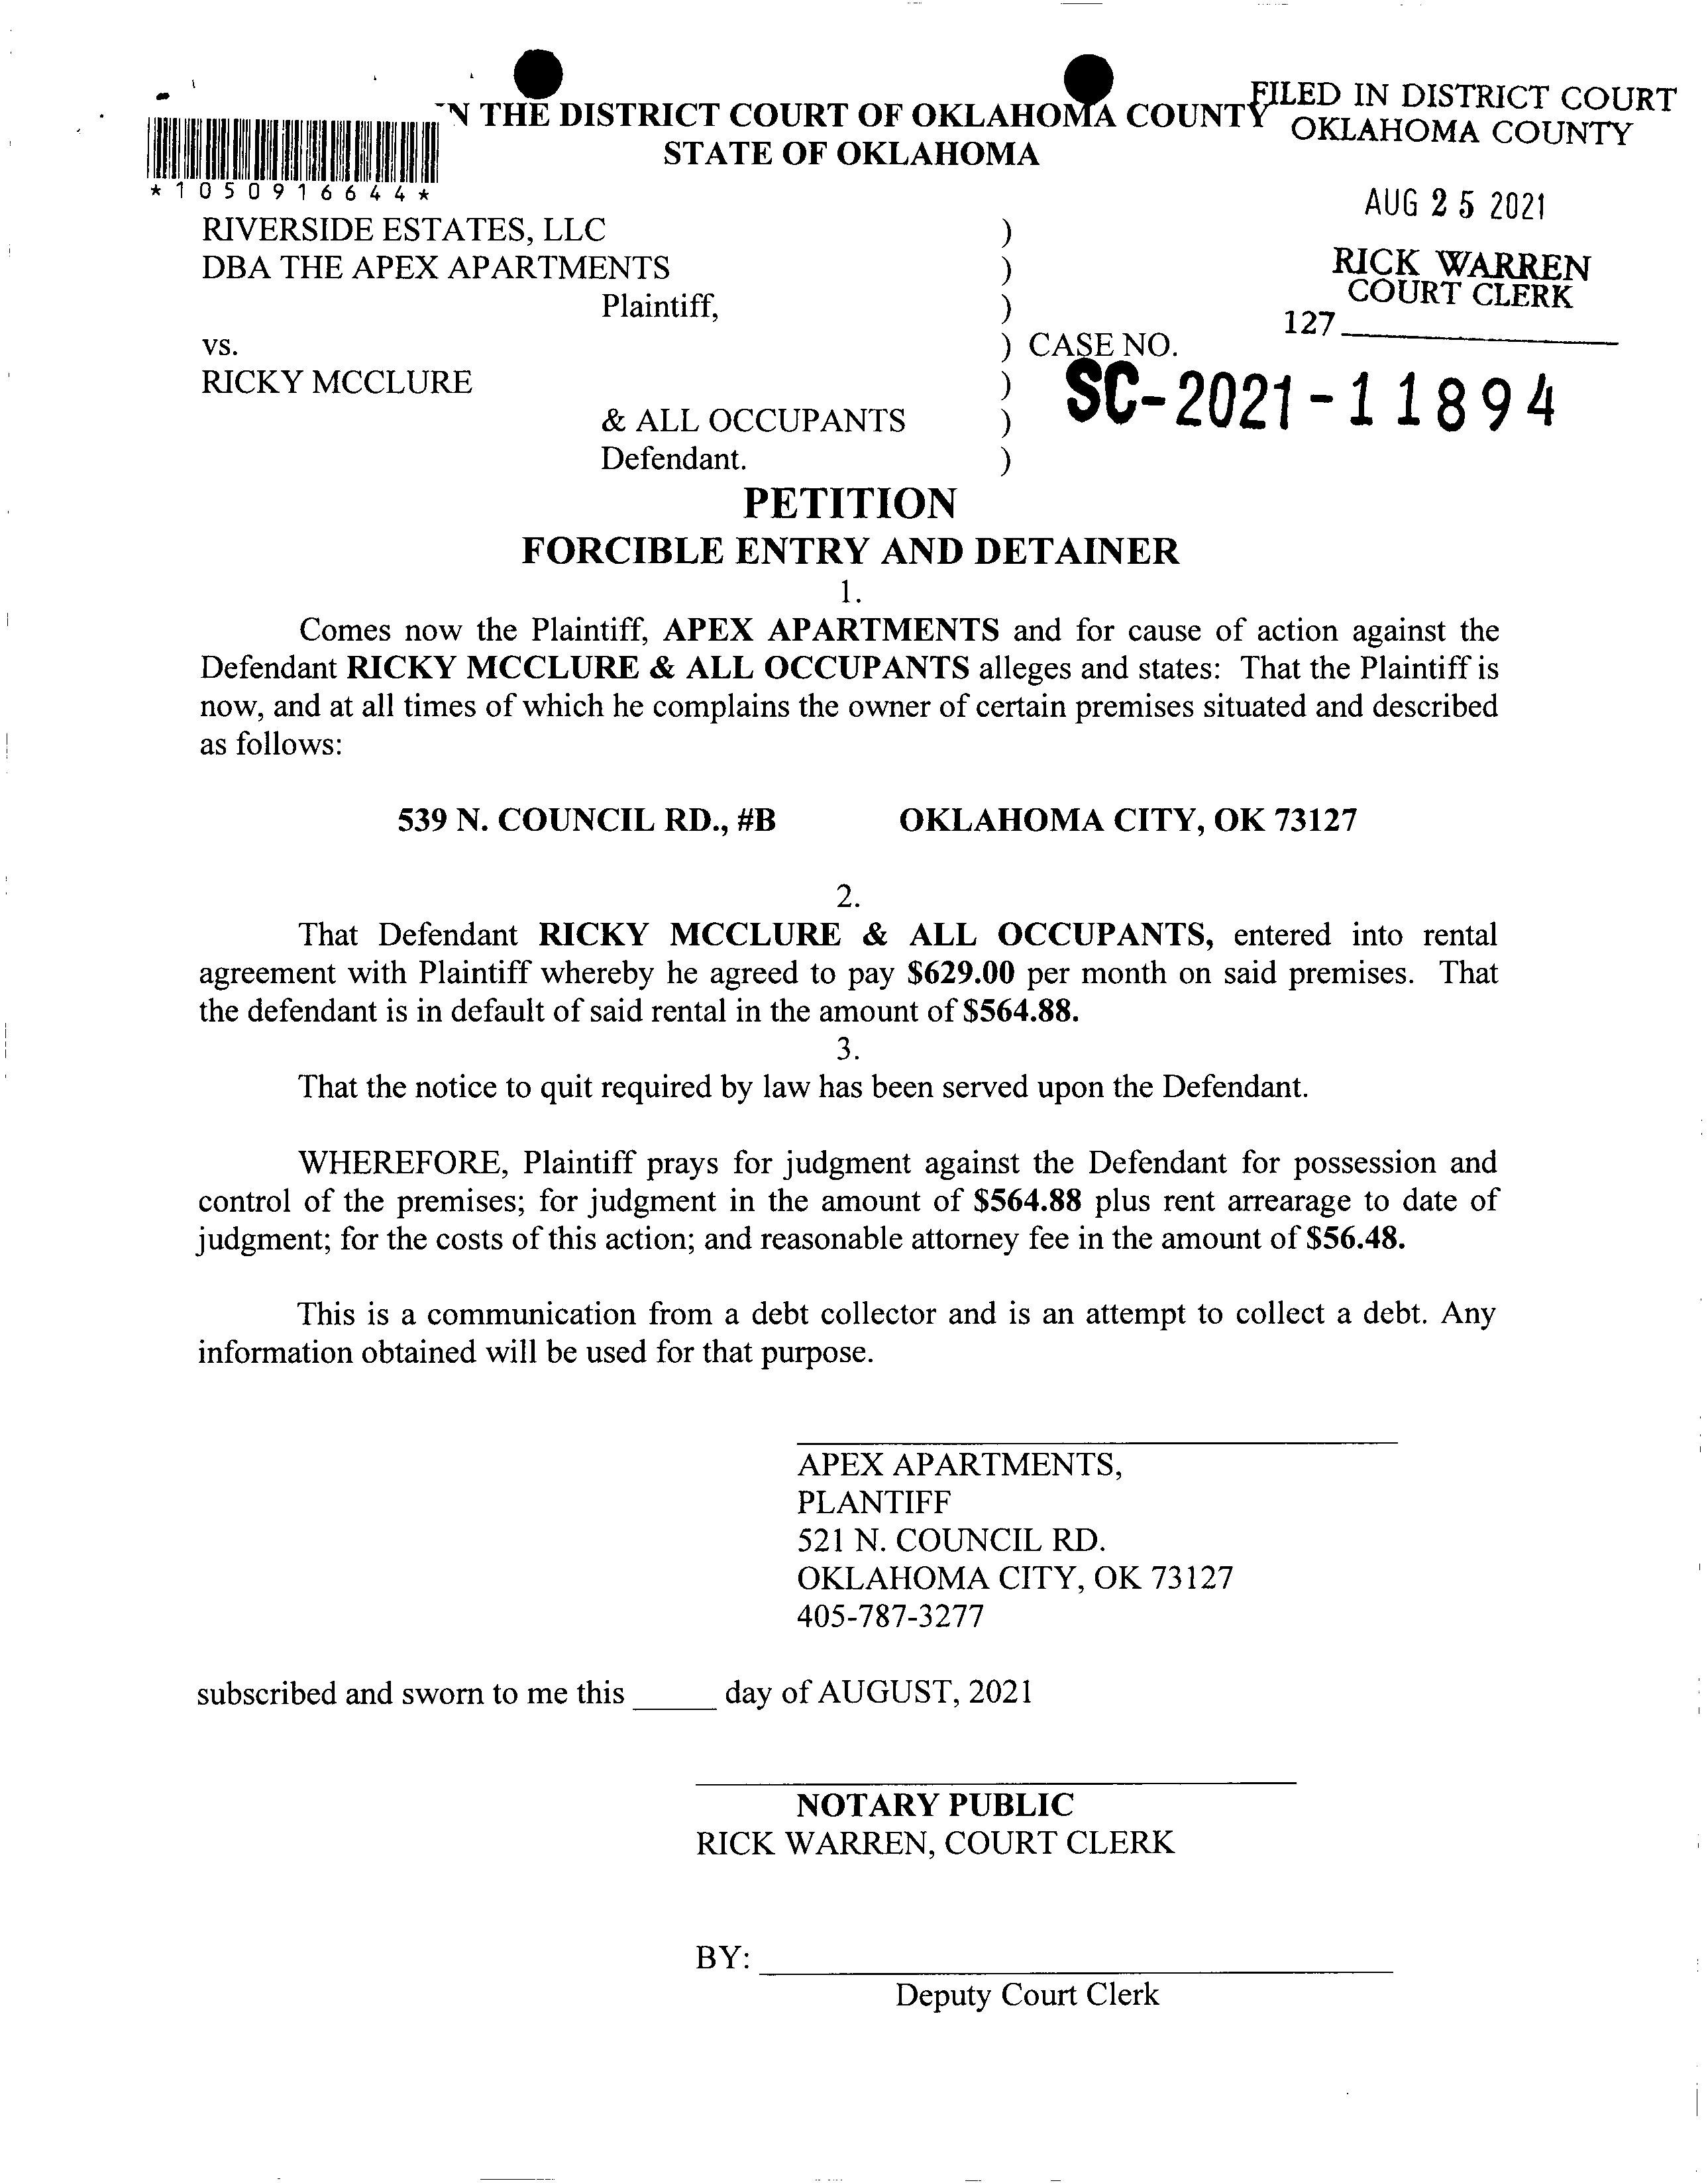 N THE DISTRICT COURT OF OKLAHOMA COUNTY
STATE OF OKLAHOMA
FILED IN DISTRICT COURT
OKLAHOMA COUNTY
*1050916644*
AUG 25 2021
RICK WARREN
COURT CLERK
127
RIVERSIDE ESTATES, LLC )
DBA THE APEX APARTMENTS )
Plaintiff, )
vs. ) CASE NO.
RICKY MCCLURE ) SC-2021-11894
& ALL OCCUPANTS )
Defendant. )
PETITION
FORCIBLE ENTRY AND DETAINER
1.
Comes now the Plaintiff, APEX APARTMENTS and for cause of action against the
Defendant RICKY MCCLURE & ALL OCCUPANTS alleges and states: That the Plaintiff is
now, and at all times of which he complains the owner of certain premises situated and described
as follows:
539 N. COUNCIL RD., #B OKLAHOMA CITY, OK 73127
2.
That Defendant RICKY MCCLURE & ALL OCCUPANTS, entered into rental
agreement with Plaintiff whereby he agreed to pay $629.00 per month on said premises. That
the defendant is in default of said rental in the amount of $564.88.
3.
That the notice to quit required by law has been served upon the Defendant.
WHEREFORE, Plaintiff prays for judgment against the Defendant for possession and
control of the premises; for judgment in the amount of $564.88 plus rent arrearage to date of
judgment; for the costs of this action; and reasonable attorney fee in the amount of $56.48.
This is a communication from a debt collector and is an attempt to collect a debt. Any
information obtained will be used for that purpose.
APEX APARTMENTS,
PLANTIFF
521 N. COUNCIL RD.
OKLAHOMA CITY, OK 73127
405-787-3277
subscribed and sworn to me this _____ day of AUGUST, 2021
NOTARY PUBLIC
RICK WARREN, COURT CLERK
BY:
Deputy Court Clerk